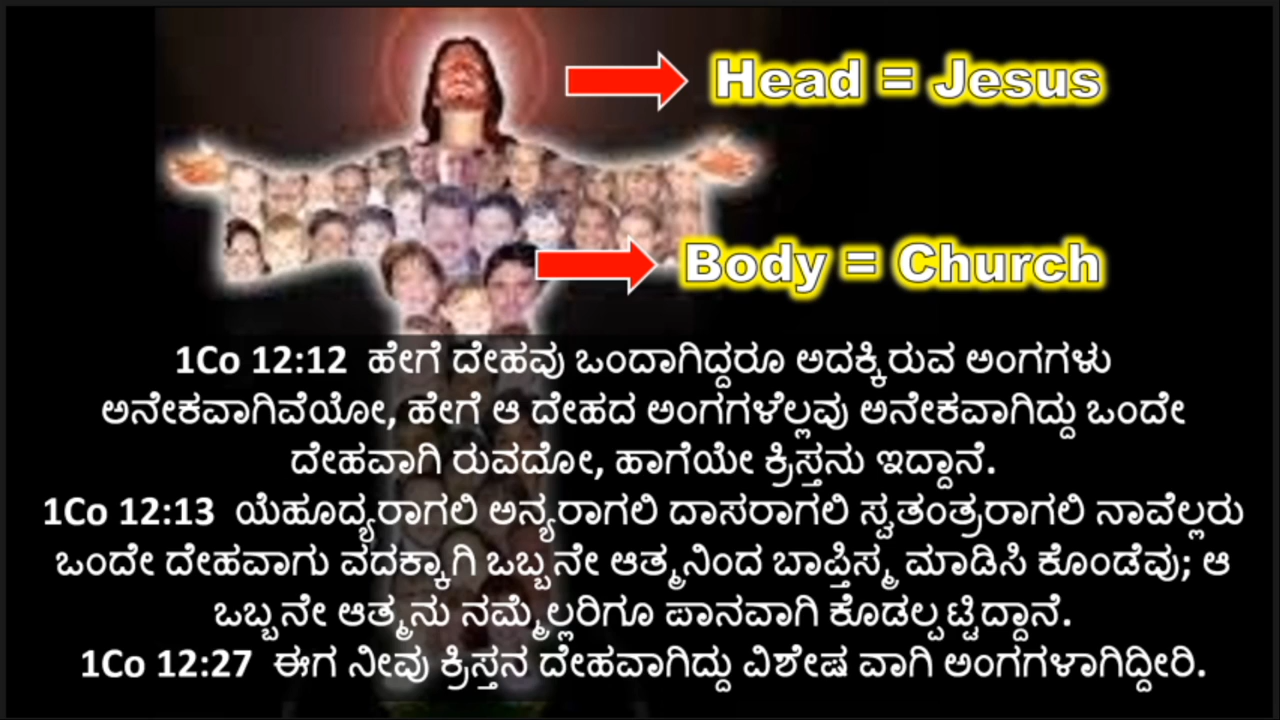 Head = Jesus
Body = Church
1Co 12:12 ಹೇಗೆ ದೇಹವು ಒಂದಾಗಿದ್ದರೂ ಅದಕ್ಕಿರುವ ಅಂಗಗಳು
ಅನೇಕವಾಗಿವೆಯೋ, ಹೇಗೆ ಆ ದೇಹದ ಅಂಗಗಳೆಲ್ಲವು ಅನೇಕವಾಗಿದ್ದು ಒಂದೇ
ದೇಹವಾಗಿ ರುವದೋ, ಹಾಗೆಯೇ ಕ್ರಿಸ್ತನು ಇದ್ದಾನೆ.
1Co 12:13 ಯೆಹೂದ್ಯರಾಗಲಿ ಅನ್ಯರಾಗಲಿ ದಾಸರಾಗಲಿ ಸ್ವತಂತ್ರರಾಗಲಿ ನಾವೆಲ್ಲರು
ಒಂದೇ ದೇಹವಾಗು ವದಕ್ಕಾಗಿ ಒಬ್ಬನೇ ಆತ್ಮನಿಂದ ಬಾಪ್ತಿಸ್ಮ ಮಾಡಿಸಿ ಕೊಂಡೆವು; ಆ
ಒಬ್ಬನೇ ಆತ್ಮನು ನಮ್ಮೆಲ್ಲರಿಗೂ ಪಾನವಾಗಿ ಕೊಡಲ್ಪಟ್ಟಿದ್ದಾನೆ.
1Co 12:27 ಈಗ ನೀವು ಕ್ರಿಸ್ತನ ದೇಹವಾಗಿದ್ದು ವಿಶೇಷ ವಾಗಿ ಅಂಗಗಳಾಗಿದ್ದೀರಿ.